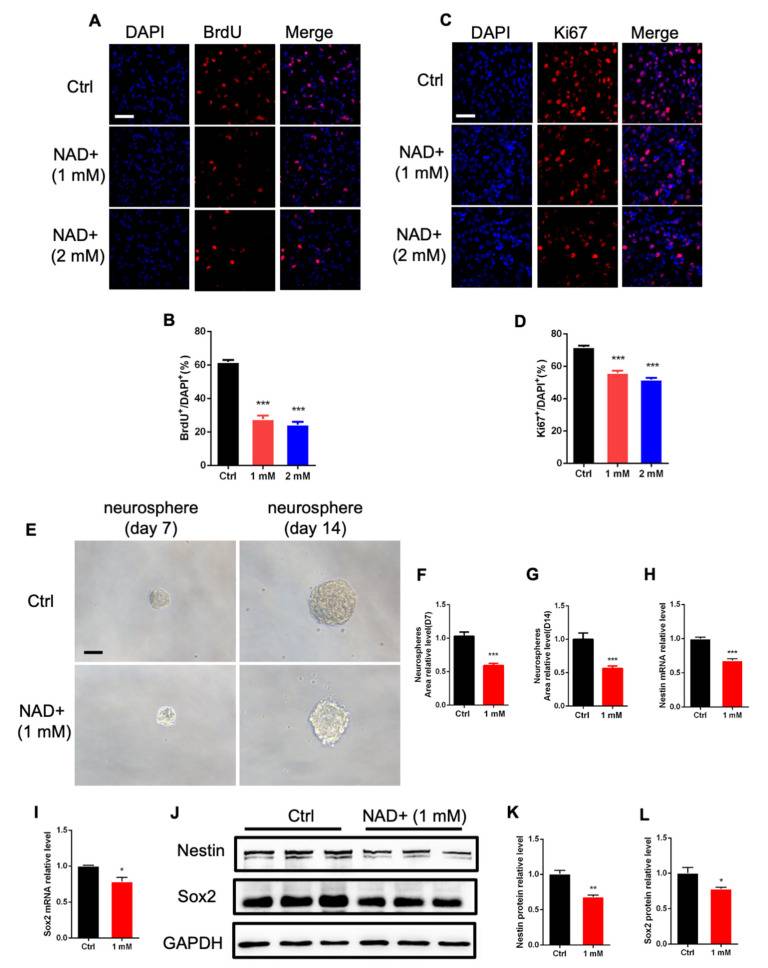 A
DAPI BrdU Merge
Ctrl
NAD+
(1 mM)
NAD+
(2 mM)
C
DAPI Ki67 Merge
Ctrl
NAD+
(1 mM)
NAD+
(2 mM)
B
BrdU+/DAPI+(%)
80
60
40
20
0
***
***
Ctrl 1 mM 2 mM
D
Ki67+/DAPI+(%)
80
60
40
20
0
***
***
Ctrl 1 mM 2 mM
E
neurosphere
(day 7)
neurosphere
(day 14)
Ctrl
NAD+
(1 mM)
F
Neurospheres
Area relative level(D7)
1.5
1.0
0.5
0.0
***
Ctrl 1 mM
G
Neurospheres
Area relative level(D14)
1.5
1.0
0.5
0.0
***
Ctrl 1 mM
H
Nestin mRNA relative level
1.5
1.0
0.5
0.0
***
Ctrl 1 mM
I
Sox2 mRNA relative level
1.5
1.0
0.5
0.0
*
Ctrl 1 mM
J
Ctrl NAD+ (1 mM)
Nestin
Sox2
GAPDH
K
Nestin protein relative level
1.5
1.0
0.5
0.0
**
Ctrl 1 mM
L
Sox2 protein relative level
1.5
1.0
0.5
0.0
*
Ctrl 1 mM